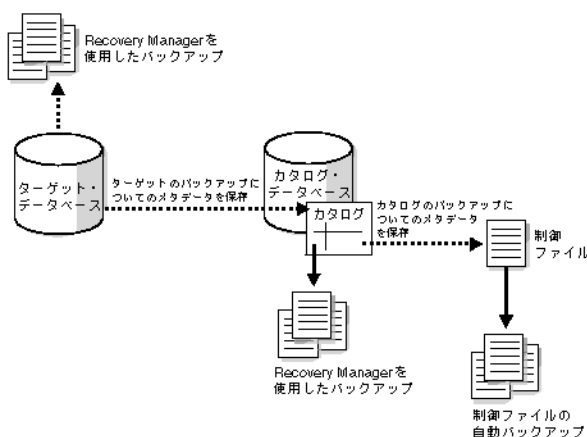 Recovery Managerを
使用したバックアップ
ターゲット・
データベース
ターゲットのバックアップに
ついてのメタデータを保存
カタログ・
データベース
カタログ
カタログのバックアップに
ついてのメタデータ
を保存
制御
ファイル
Recovery Managerを
使用したバックアップ
制御ファイルの
自動バックアップ